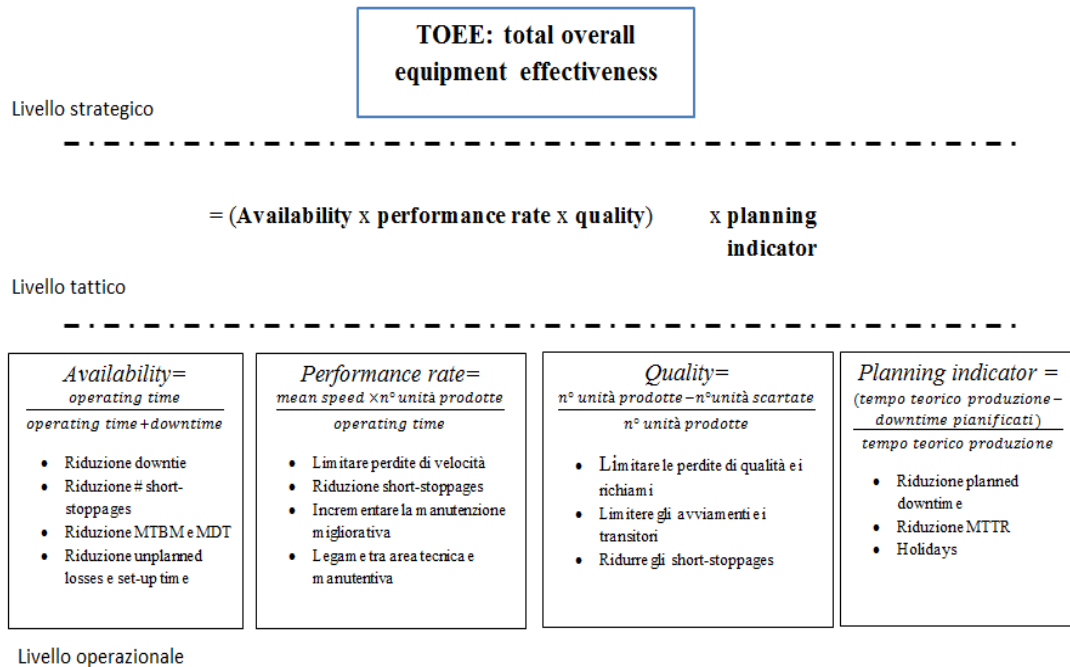 TOEE: total overall
equipment effectiveness
Livello strategico
= (Availability x performance rate x quality) x planning
indicator
Livello tattico
Availability=
operating time
operating time+downtime
• Riduzione downtie
• Riduzione # short-
stoppages
• Riduzione MTBM e MDT
• Riduzione unplanned
losses e set-up time
Performance rate=
mean speed ×n° unità prodotte
operating time
• Limitare perdite di velocità
• Riduzione short-stoppages
• Incrementare la manutenzione
migliorativa
• Legame tra area tecnica e
manutentiva
Quality=
n° unità prodotte−n°unità scartate
n° unità prodotte
• Limitare le perdite di qualità e i
richiami
• Limitere gli avviamenti e i
transitori
• Ridurre gli short-stoppages
Planning indicator =
(tempo teorico produzione−
downtime pianificati)
tempo teorico produzione
• Riduzione planned
downtime
• Riduzione MTTR
• Holidays
Livello operazionale